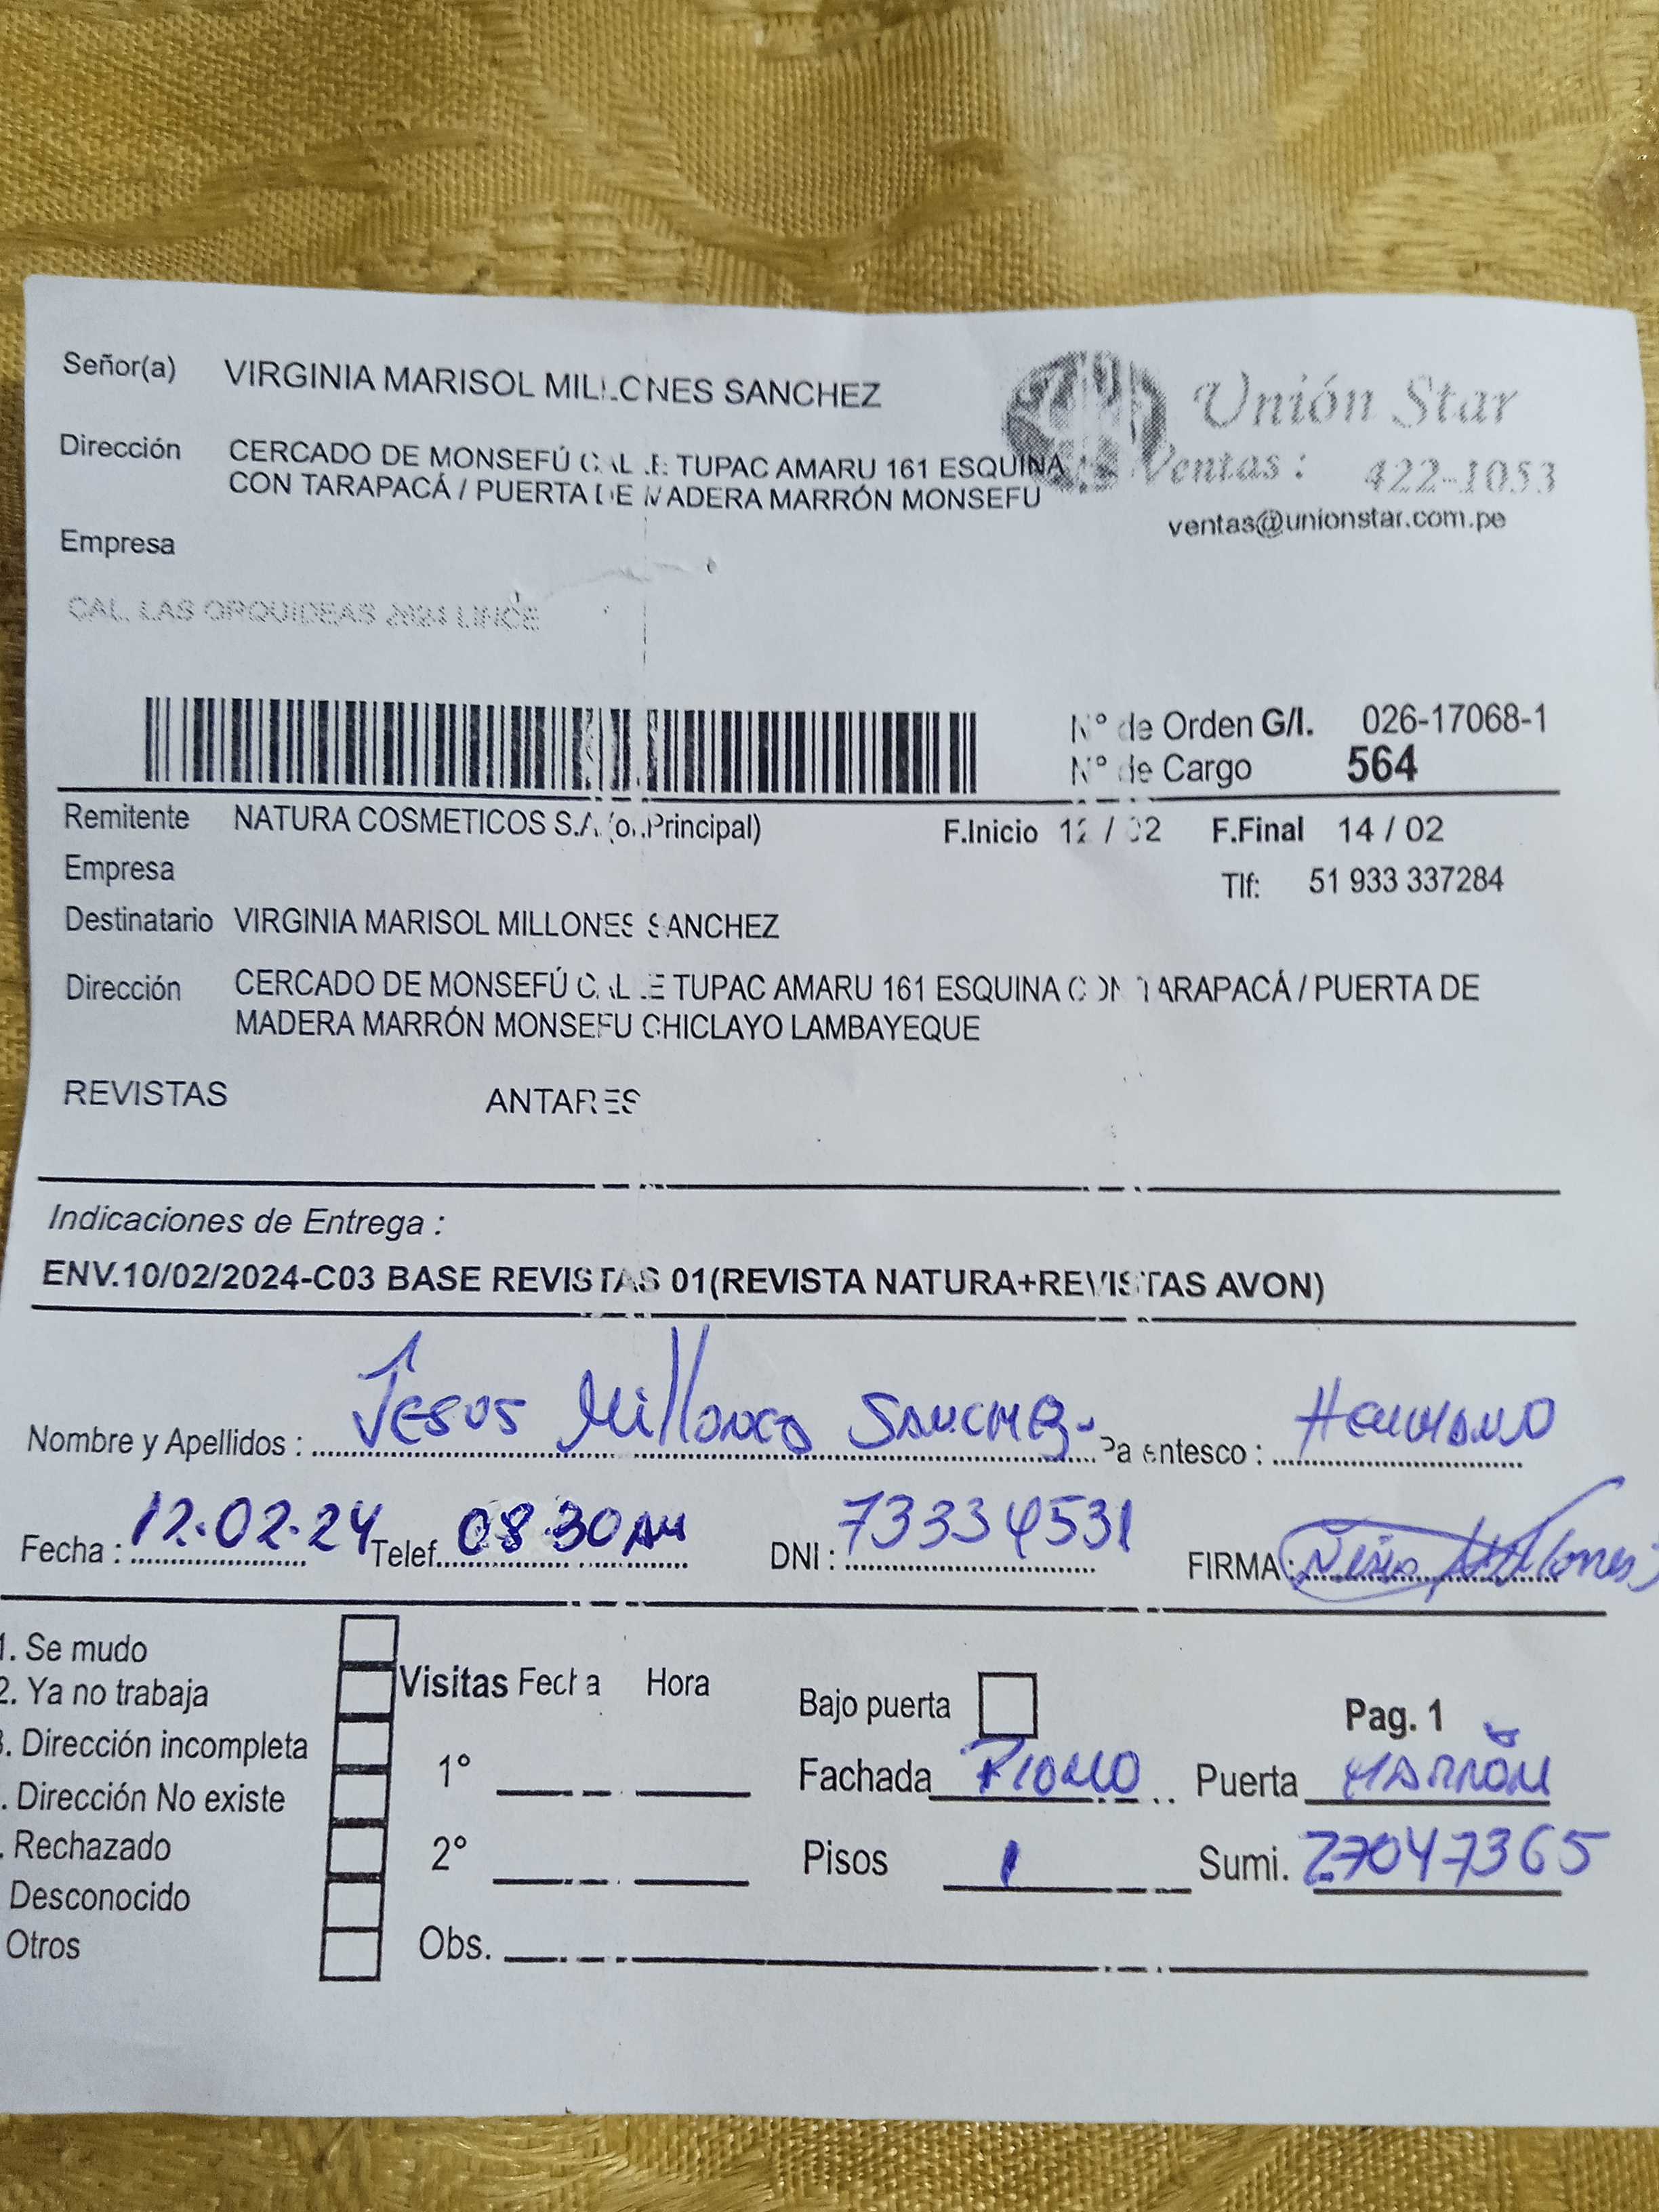 Señor(a) VIRGINIA MARISOL MILLONES SANCHEZ
Unión Star
Dirección CERCADO DE MONSEFÚ CALLE TUPAC AMARU 161 ESQUINA
CON TARAPACÁ / PUERTA DE MADERA MARRÓN MONSEFU
Ventas : 422-1053
ventas@unionstar.com.pe
Empresa
CAL. LAS ORQUIDEAS 2624 LINCE
N° de Orden G/I. 026-17068-1
N° de Cargo 564
Remitente NATURA COSMETICOS S.A. (of.Principal) F.Inicio 12 / 02 F.Final 14 / 02
Empresa Tlf: 51 933 337284
Destinatario VIRGINIA MARISOL MILLONES SANCHEZ
Dirección CERCADO DE MONSEFÚ CALLE TUPAC AMARU 161 ESQUINA CON TARAPACÁ / PUERTA DE
MADERA MARRÓN MONSEFU CHICLAYO LAMBAYEQUE
REVISTAS ANTARES
Indicaciones de Entrega :
ENV.10/02/2024-C03 BASE REVISTAS 01(REVISTA NATURA+REVISTAS AVON)
Nombre y Apellidos : Jesus Millones Sanchez Parentesco : Hermano
Fecha : 12.02.24 Telef. 08 30 AM DNI : 73334531 FIRMA : Millones
1. Se mudo
2. Ya no trabaja Visitas Fecha Hora Bajo puerta Pag. 1
3. Dirección incompleta 1° Fachada Puerta MARRÓN
. Dirección No existe
. Rechazado 2° Pisos 1 Sumi. 27047365
Desconocido
Otros Obs.